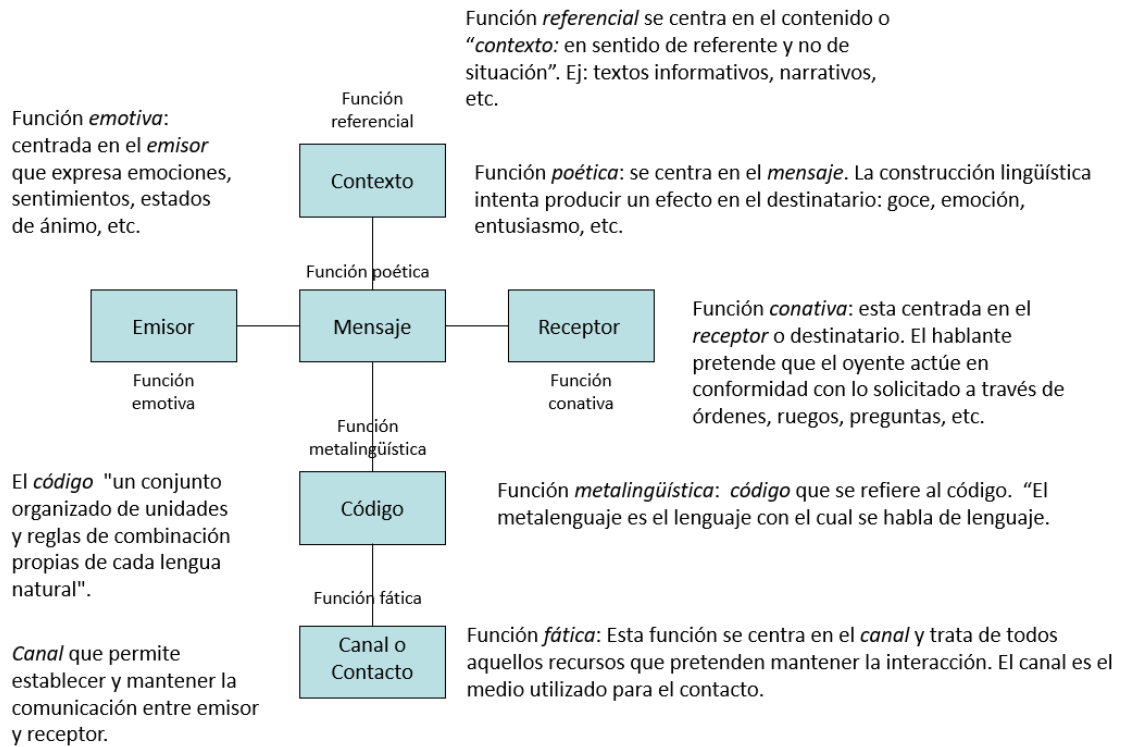 Función referencial se centra en el contenido o
“contexto: en sentido de referente y no de
situación”. Ej: textos informativos, narrativos,
etc.
Función
referencial
Función emotiva:
centrada en el emisor
que expresa emociones,
sentimientos, estados
de ánimo, etc.
Contexto
Función poética: se centra en el mensaje. La construcción lingüística
intenta producir un efecto en el destinatario: goce, emoción,
entusiasmo, etc.
Función poética
Emisor
Mensaje
Receptor
Función
emotiva
Función
conativa
Función conativa: esta centrada en el
receptor o destinatario. El hablante
pretende que el oyente actúe en
conformidad con lo solicitado a través de
órdenes, ruegos, preguntas, etc.
Función
metalingüística
El código "un conjunto
organizado de unidades
y reglas de combinación
propias de cada lengua
natural".
Código
Función metalingüística: código que se refiere al código. “El
metalenguaje es el lenguaje con el cual se habla de lenguaje.
Función fática
Canal o
Contacto
Función fática: Esta función se centra en el canal y trata de todos
aquellos recursos que pretenden mantener la interacción. El canal es el
medio utilizado para el contacto.
Canal que permite
establecer y mantener la
comunicación entre emisor
y receptor.